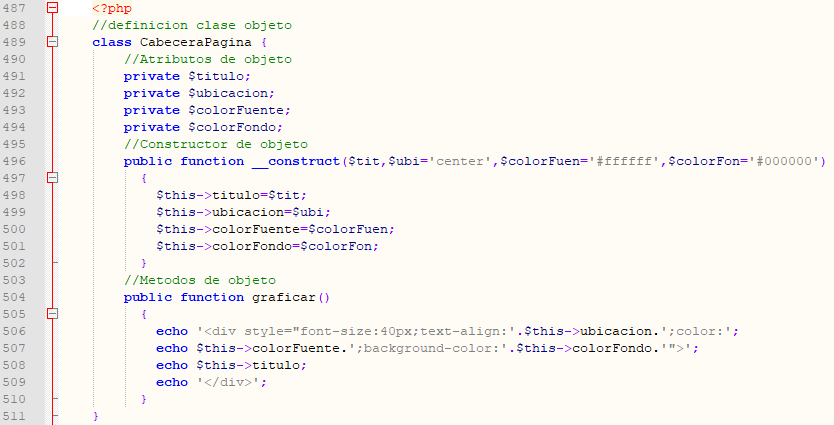 487 <?php
488 //definicion clase objeto
489 class CabeceraPagina {
490 //Atributos de objeto
491 private $titulo;
492 private $ubicacion;
493 private $colorFuente;
494 private $colorFondo;
495 //Constructor de objeto
496 public function __construct($tit,$ubi='center',$colorFuen='#ffffff',$colorFon='#000000')
497 {
498 $this->titulo=$tit;
499 $this->ubicacion=$ubi;
500 $this->colorFuente=$colorFuen;
501 $this->colorFondo=$colorFon;
502 }
503 //Metodos de objeto
504 public function graficar()
505 {
506 echo '<div style="font-size:40px;text-align:'.$this->ubicacion.';color:';
507 echo $this->colorFuente.';background-color:'.$this->colorFondo.'">';
508 echo $this->titulo;
509 echo '</div>';
510 }
511 }